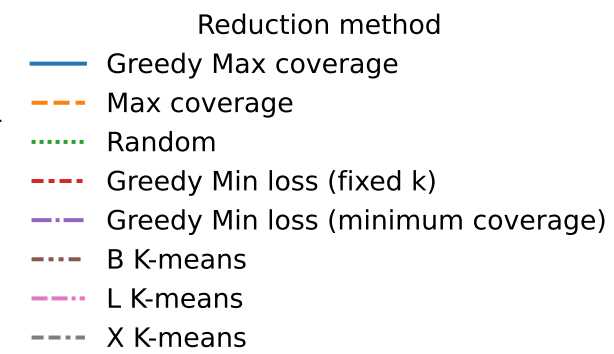 Reduction method
Greedy Max coverage
Max coverage
Random
Greedy Min loss (fixed k)
Greedy Min loss (minimum coverage)
B K-means
L K-means
X K-means